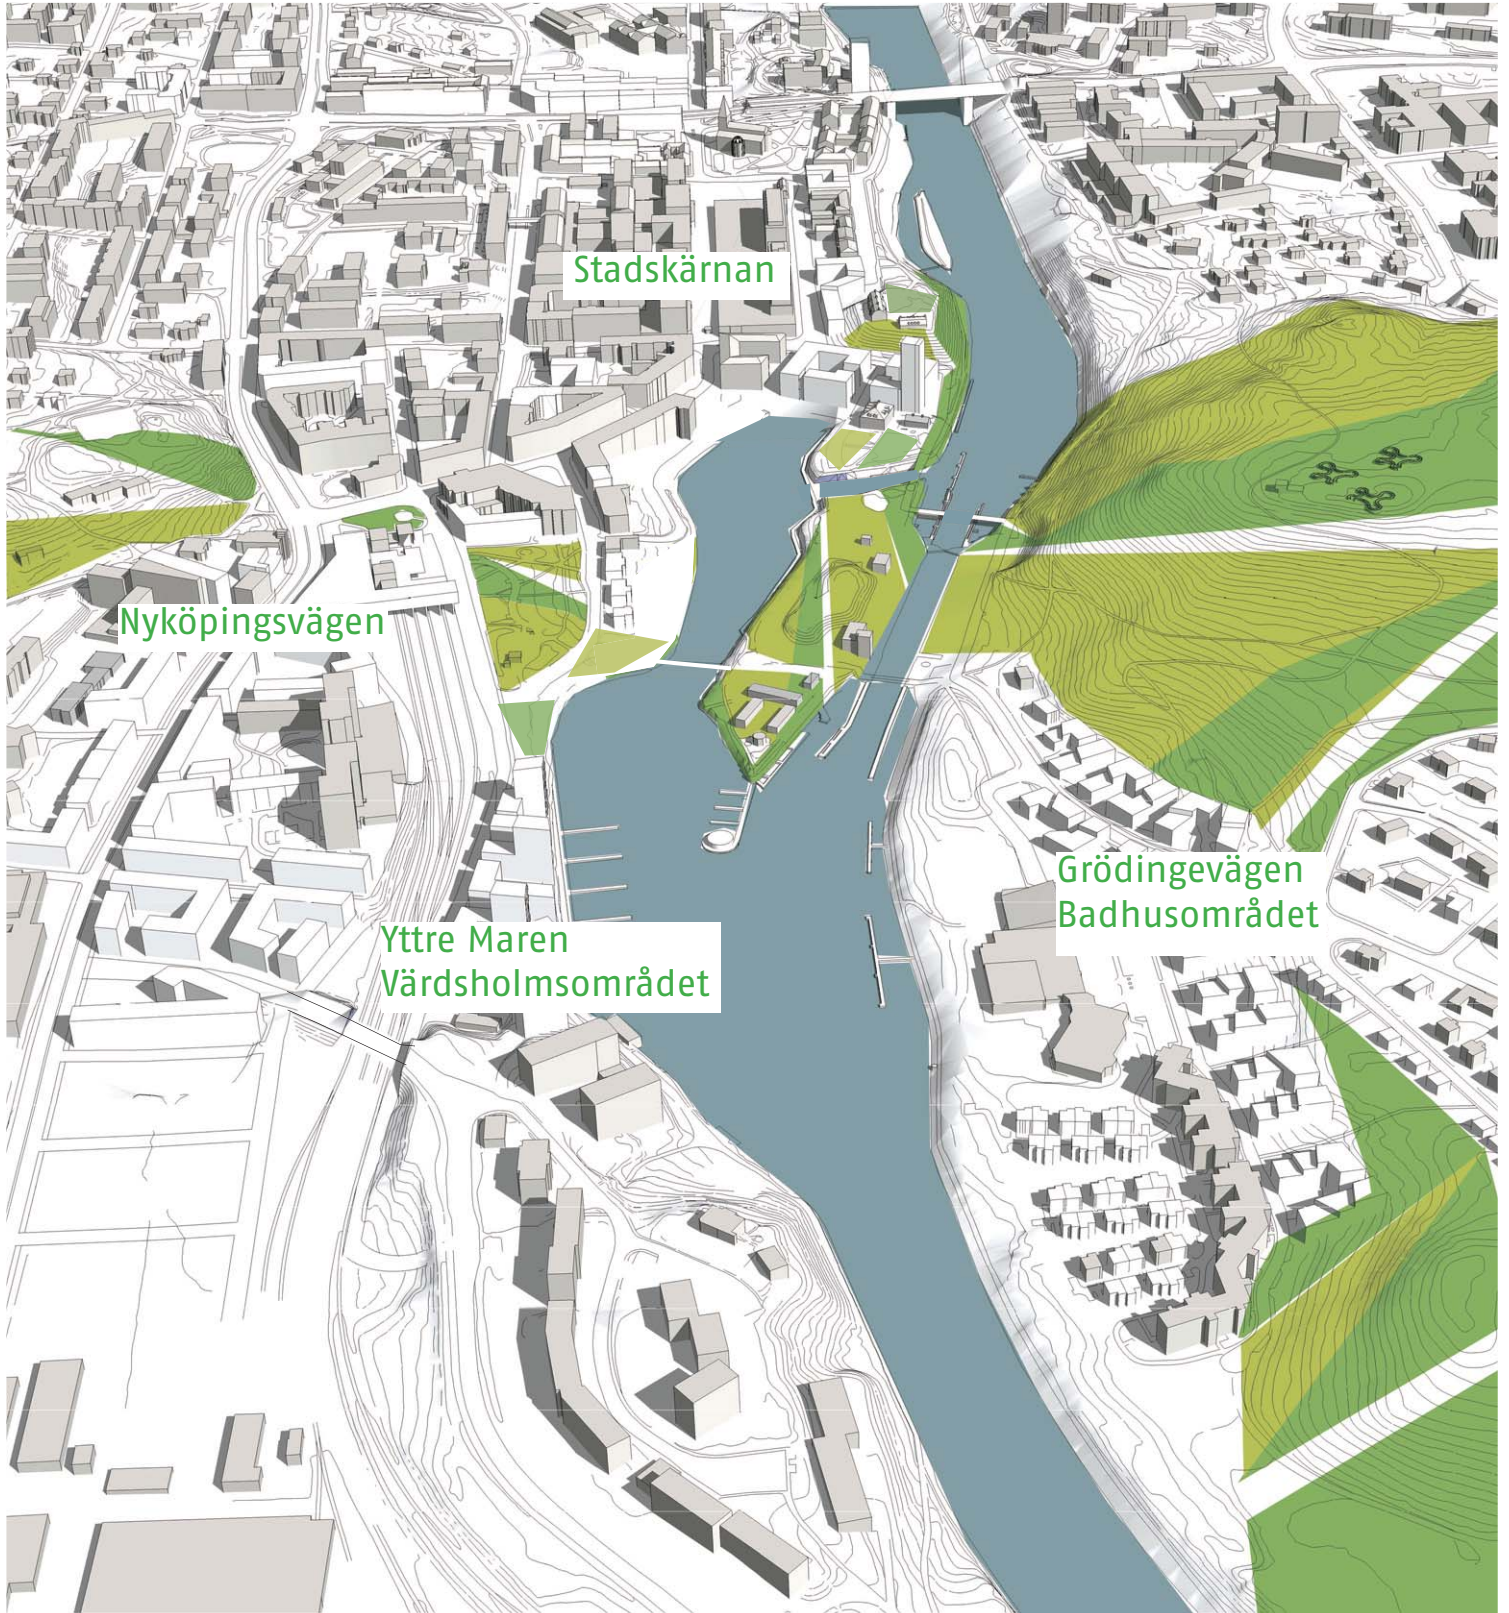 Stadskärnan
Nyköpingsvägen
Grödingevägen
Badhusområdet
Yttre Maren
Värdsholmsområdet